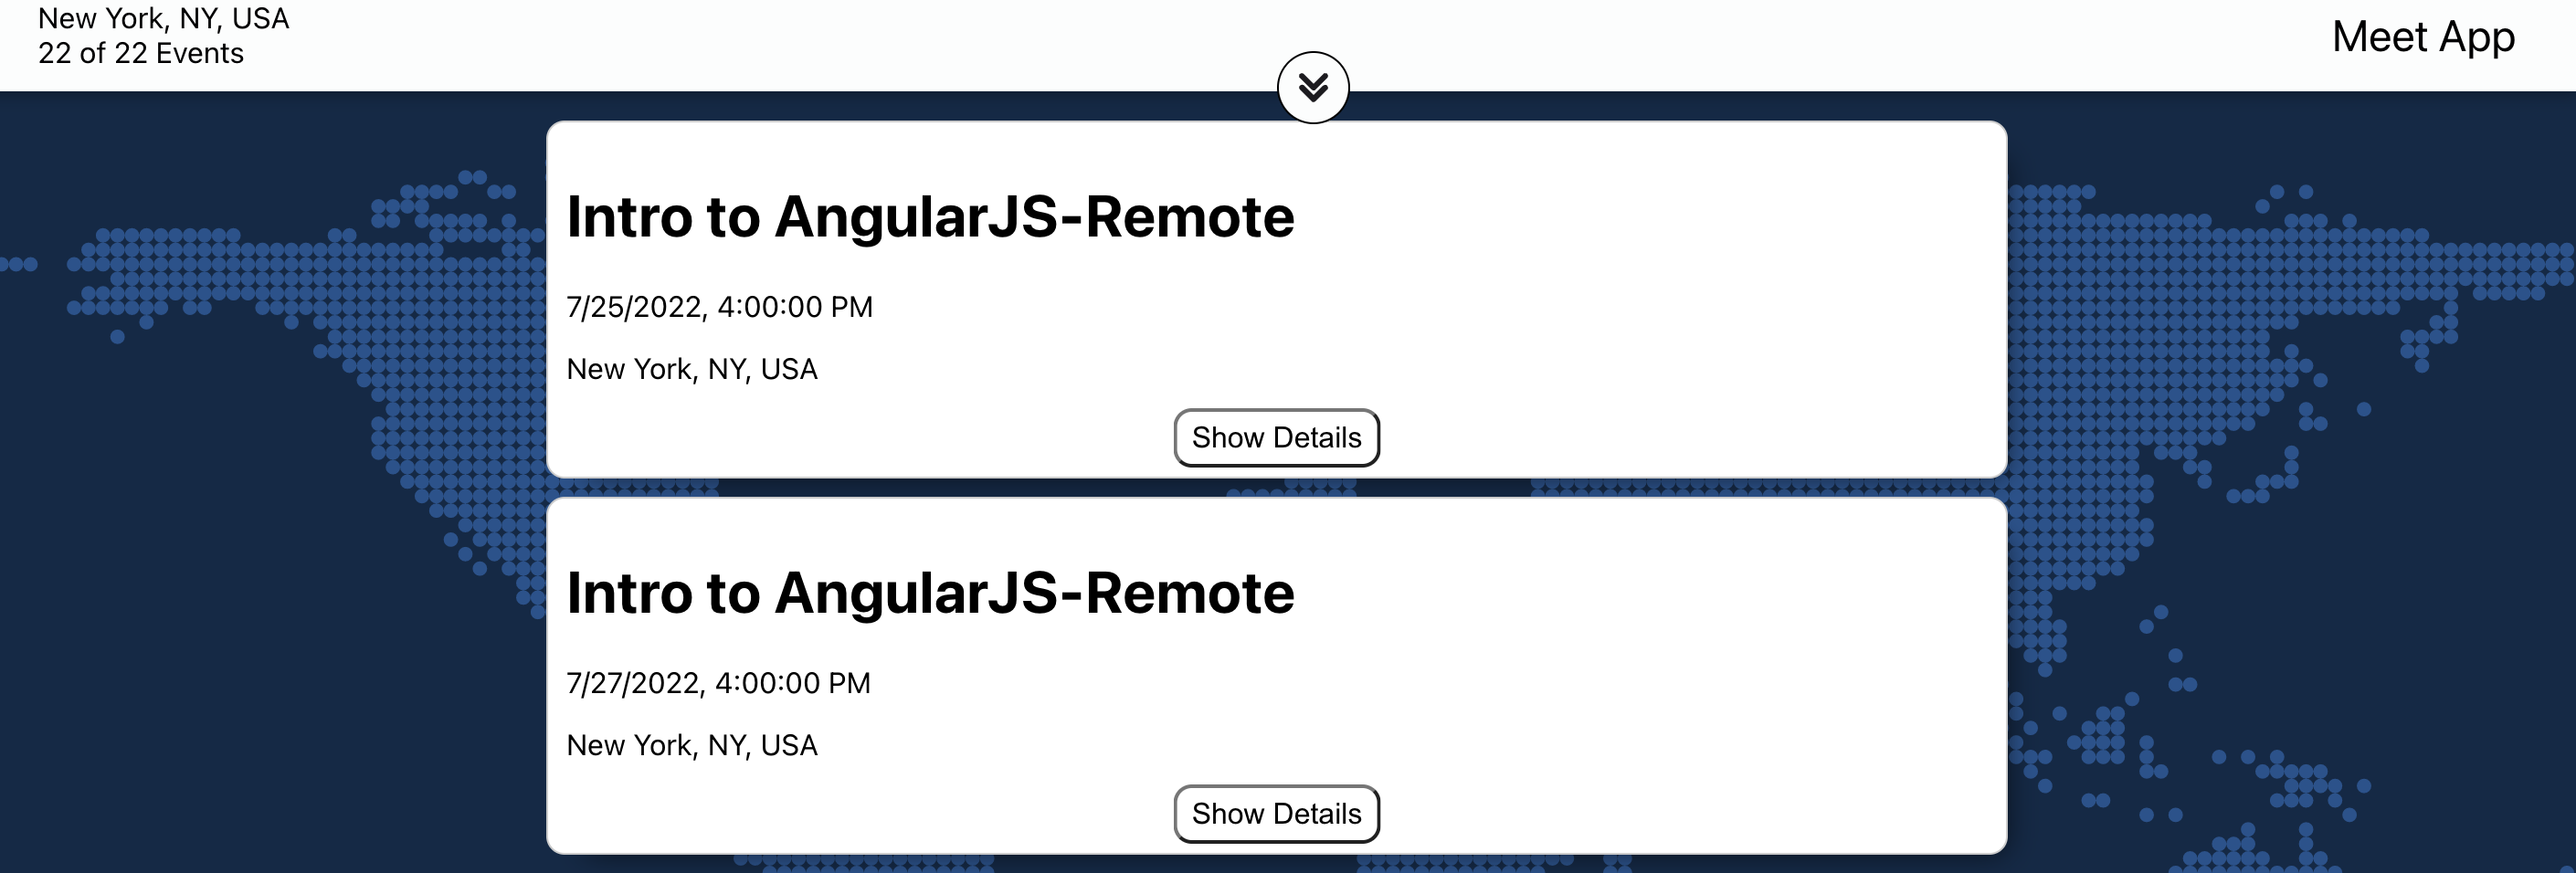 New York, NY, USA
22 of 22 Events
Meet App
Intro to AngularJS-Remote
7/25/2022, 4:00:00 PM
New York, NY, USA
Show Details
Intro to AngularJS-Remote
7/27/2022, 4:00:00 PM
New York, NY, USA
Show Details